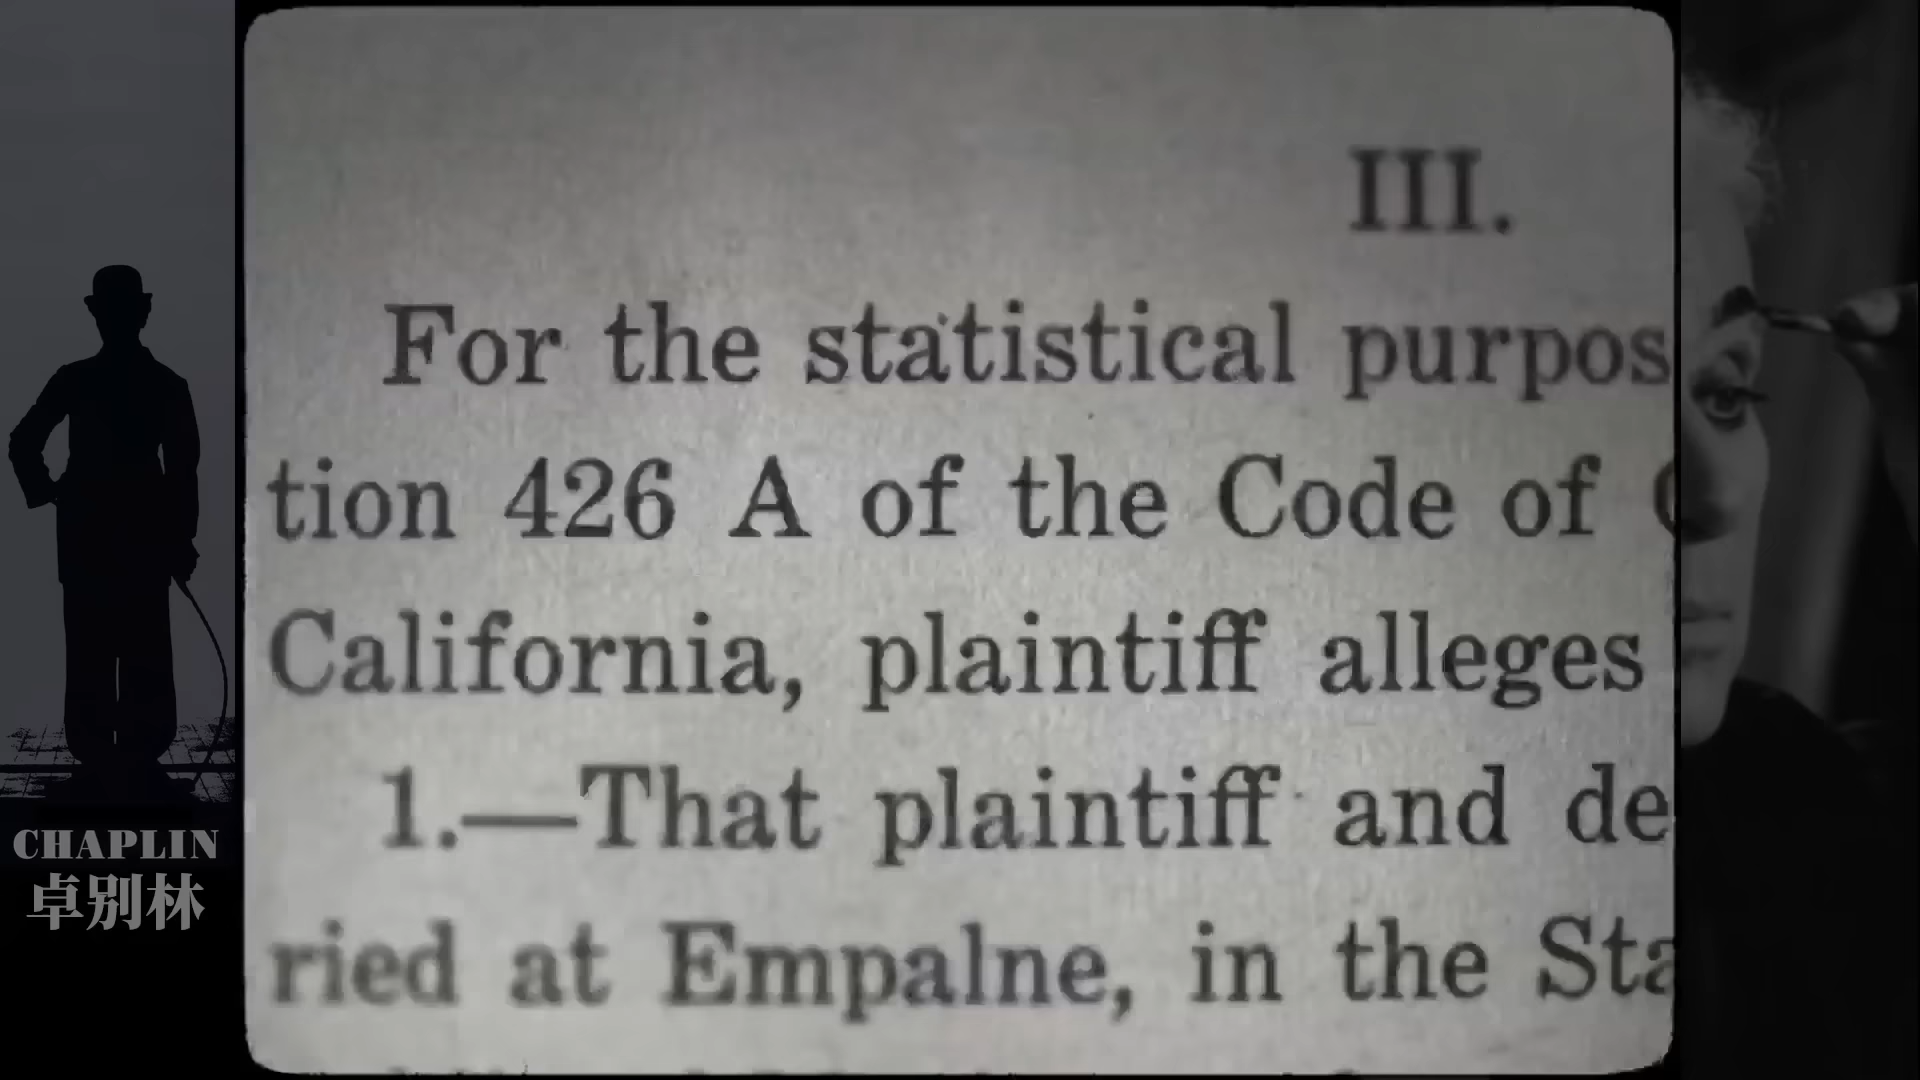 III.
For the statistical purpos
tion 426 A of the Code of
California, plaintiff alleges
1.—That plaintiff and de
ried at Empalne, in the Sta
CHAPLIN
卓别林